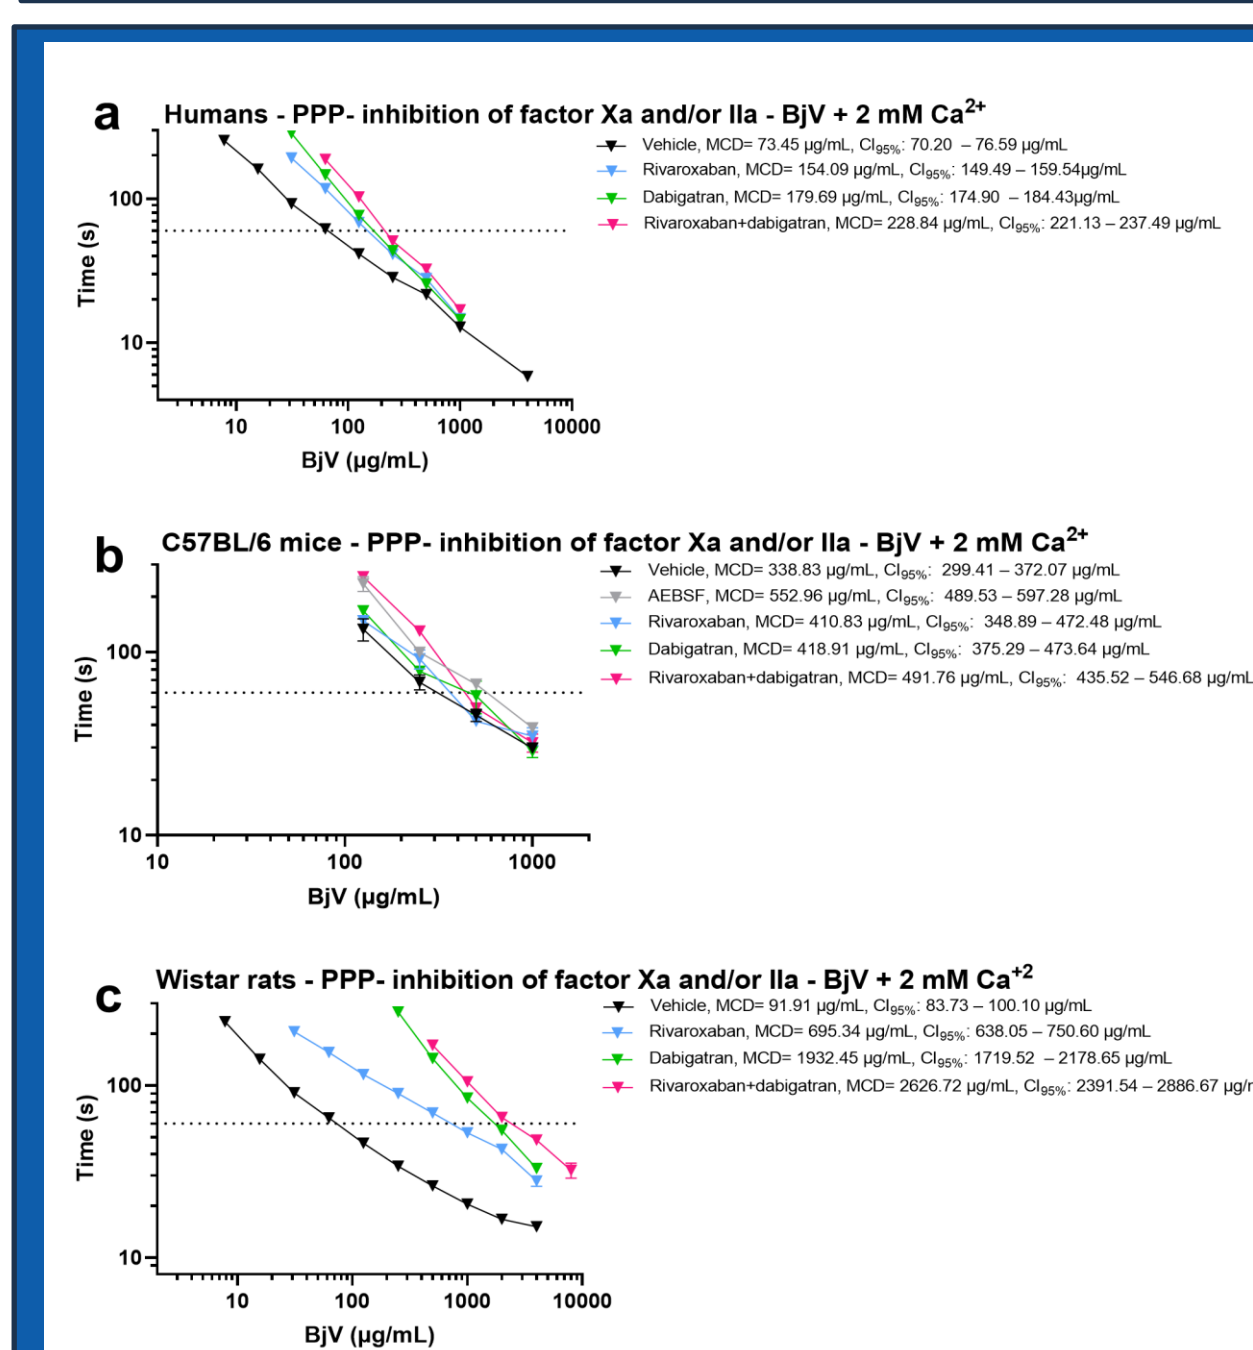 a
Humans - PPP- inhibition of factor Xa and/or IIa - BjV + 2 mM Ca²⁺
Vehicle, MCD= 73.45 µg/mL, CI95%: 70.20 – 76.59 µg/mL
Rivaroxaban, MCD= 154.09 µg/mL, CI95%: 149.49 – 159.54µg/mL
Dabigatran, MCD= 179.69 µg/mL, CI95%: 174.90 – 184.43µg/mL
Rivaroxaban+dabigatran, MCD= 228.84 µg/mL, CI95%: 221.13 – 237.49 µg/mL
Time (s)
100
10
10 100 1000 10000
BjV (µg/mL)
b
C57BL/6 mice - PPP- inhibition of factor Xa and/or IIa - BjV + 2 mM Ca²⁺
Vehicle, MCD= 338.83 µg/mL, CI95%: 299.41 – 372.07 µg/mL
AEBSF, MCD= 552.96 µg/mL, CI95%: 489.53 – 597.28 µg/mL
Rivaroxaban, MCD= 410.83 µg/mL, CI95%: 348.89 – 472.48 µg/mL
Dabigatran, MCD= 418.91 µg/mL, CI95%: 375.29 – 473.64 µg/mL
Rivaroxaban+dabigatran, MCD= 491.76 µg/mL, CI95%: 435.52 – 546.68 µg/mL
Time (s)
100
10
10 100 1000
BjV (µg/mL)
c
Wistar rats - PPP- inhibition of factor Xa and/or IIa - BjV + 2 mM Ca⁺²
Vehicle, MCD= 91.91 µg/mL, CI95%: 83.73 – 100.10 µg/mL
Rivaroxaban, MCD= 695.34 µg/mL, CI95%: 638.05 – 750.60 µg/mL
Dabigatran, MCD= 1932.45 µg/mL, CI95%: 1719.52 – 2178.65 µg/mL
Rivaroxaban+dabigatran, MCD= 2626.72 µg/mL, CI95%: 2391.54 – 2886.67 µg/
Time (s)
100
10
10 100 1000 10000
BjV (µg/mL)